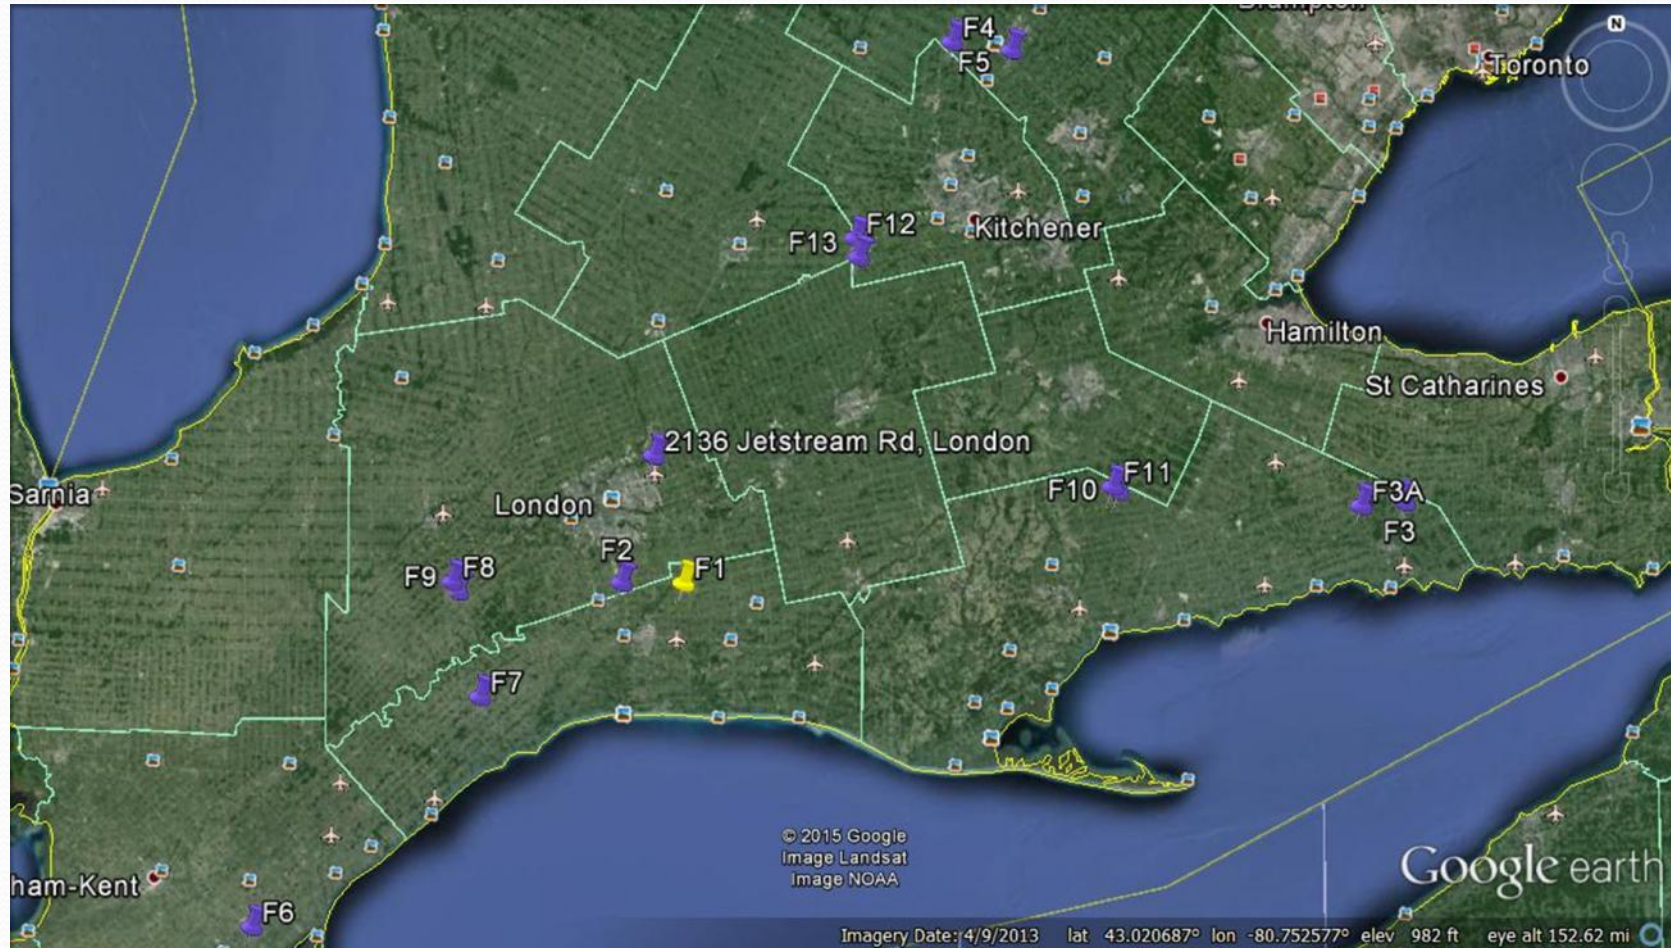 Brampton
N
F4
Toronto
F5
F12
Kitchener
F13
Hamilton
St Catharines
2136 Jetstream Rd, London
Sarnia
London
F10
F11
F3A
F3
F2
F9
F8
F1
F7
© 2015 Google
Image Landsat
Image NOAA
Google earth
ham-Kent
F6
Imagery Date: 4/9/2013 lat 43.020687° lon -80.752577° elev 982 ft eye alt 152.62 mi